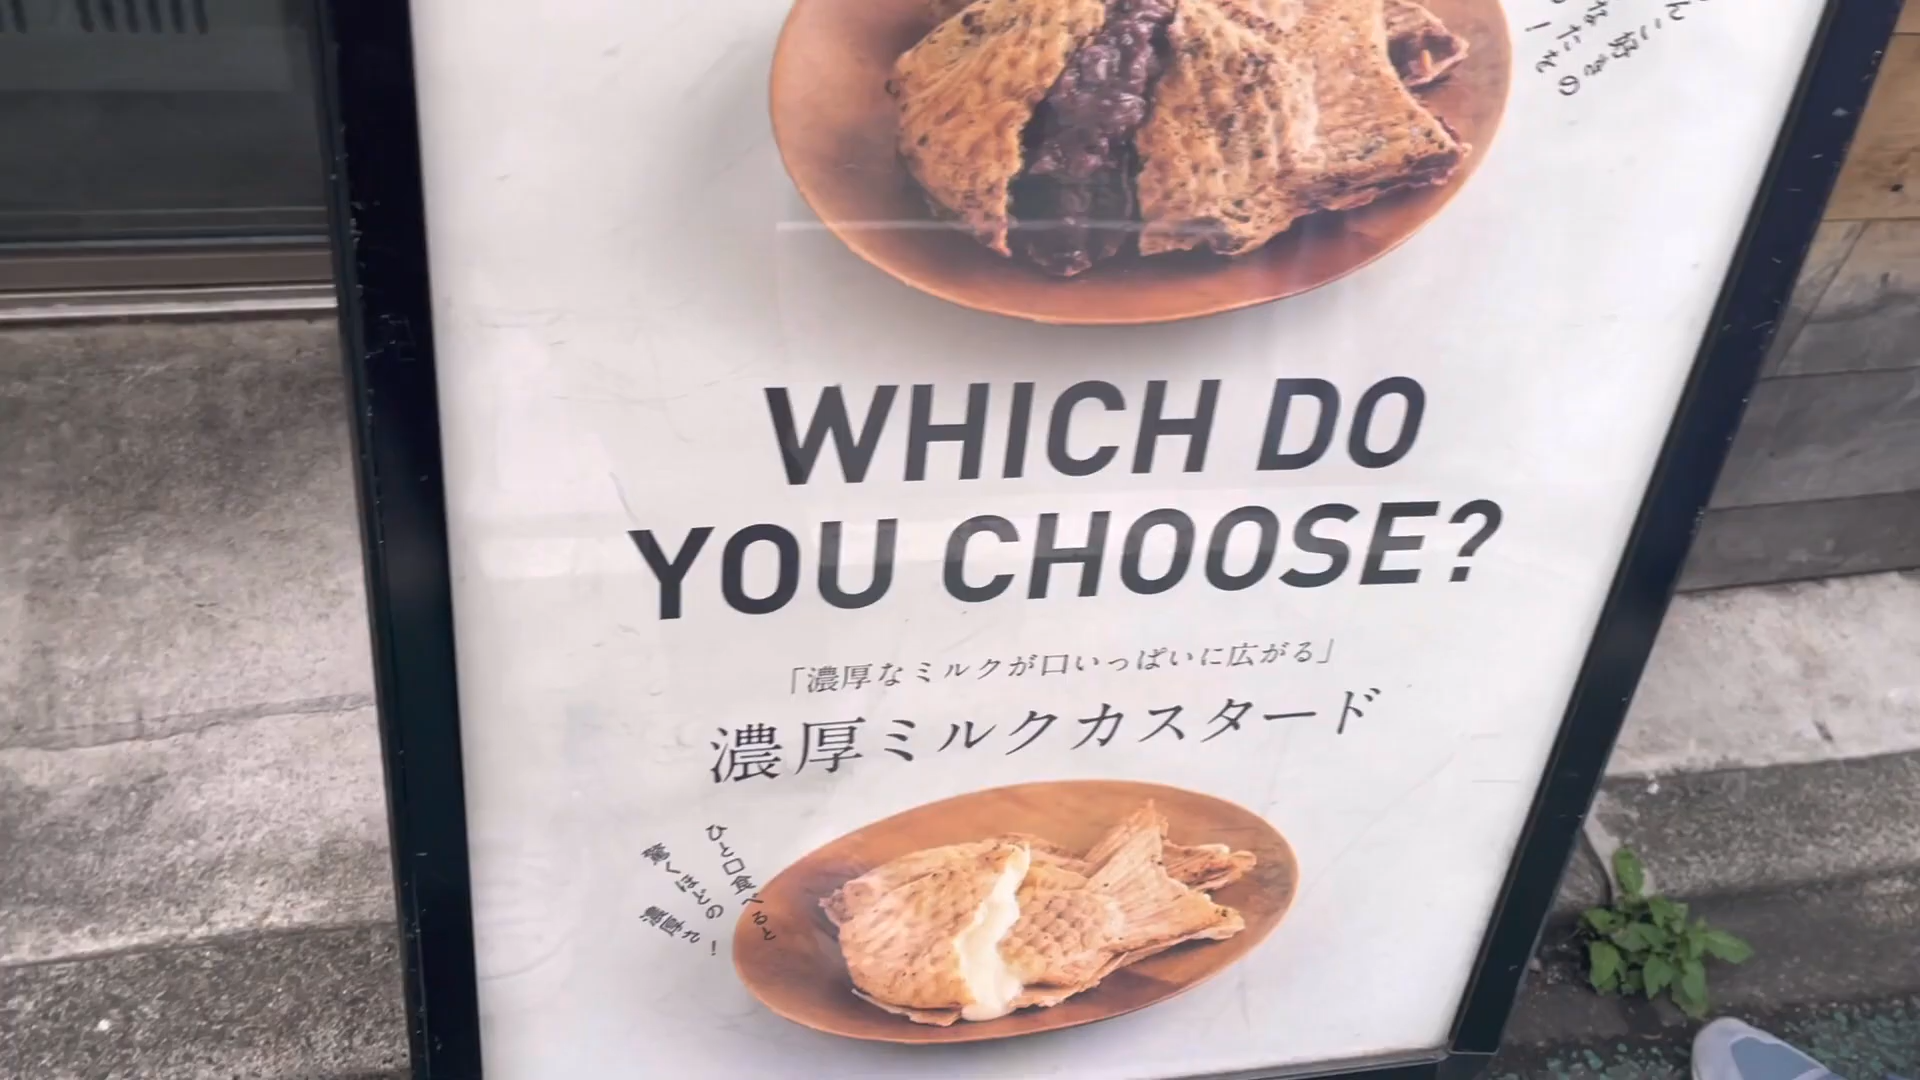 WHICH DO
YOU CHOOSE?
「濃厚なミルクが口いっぱいに広がる」
濃厚ミルクカスタード
ひと口食べると
驚くほどの
濃厚さ!